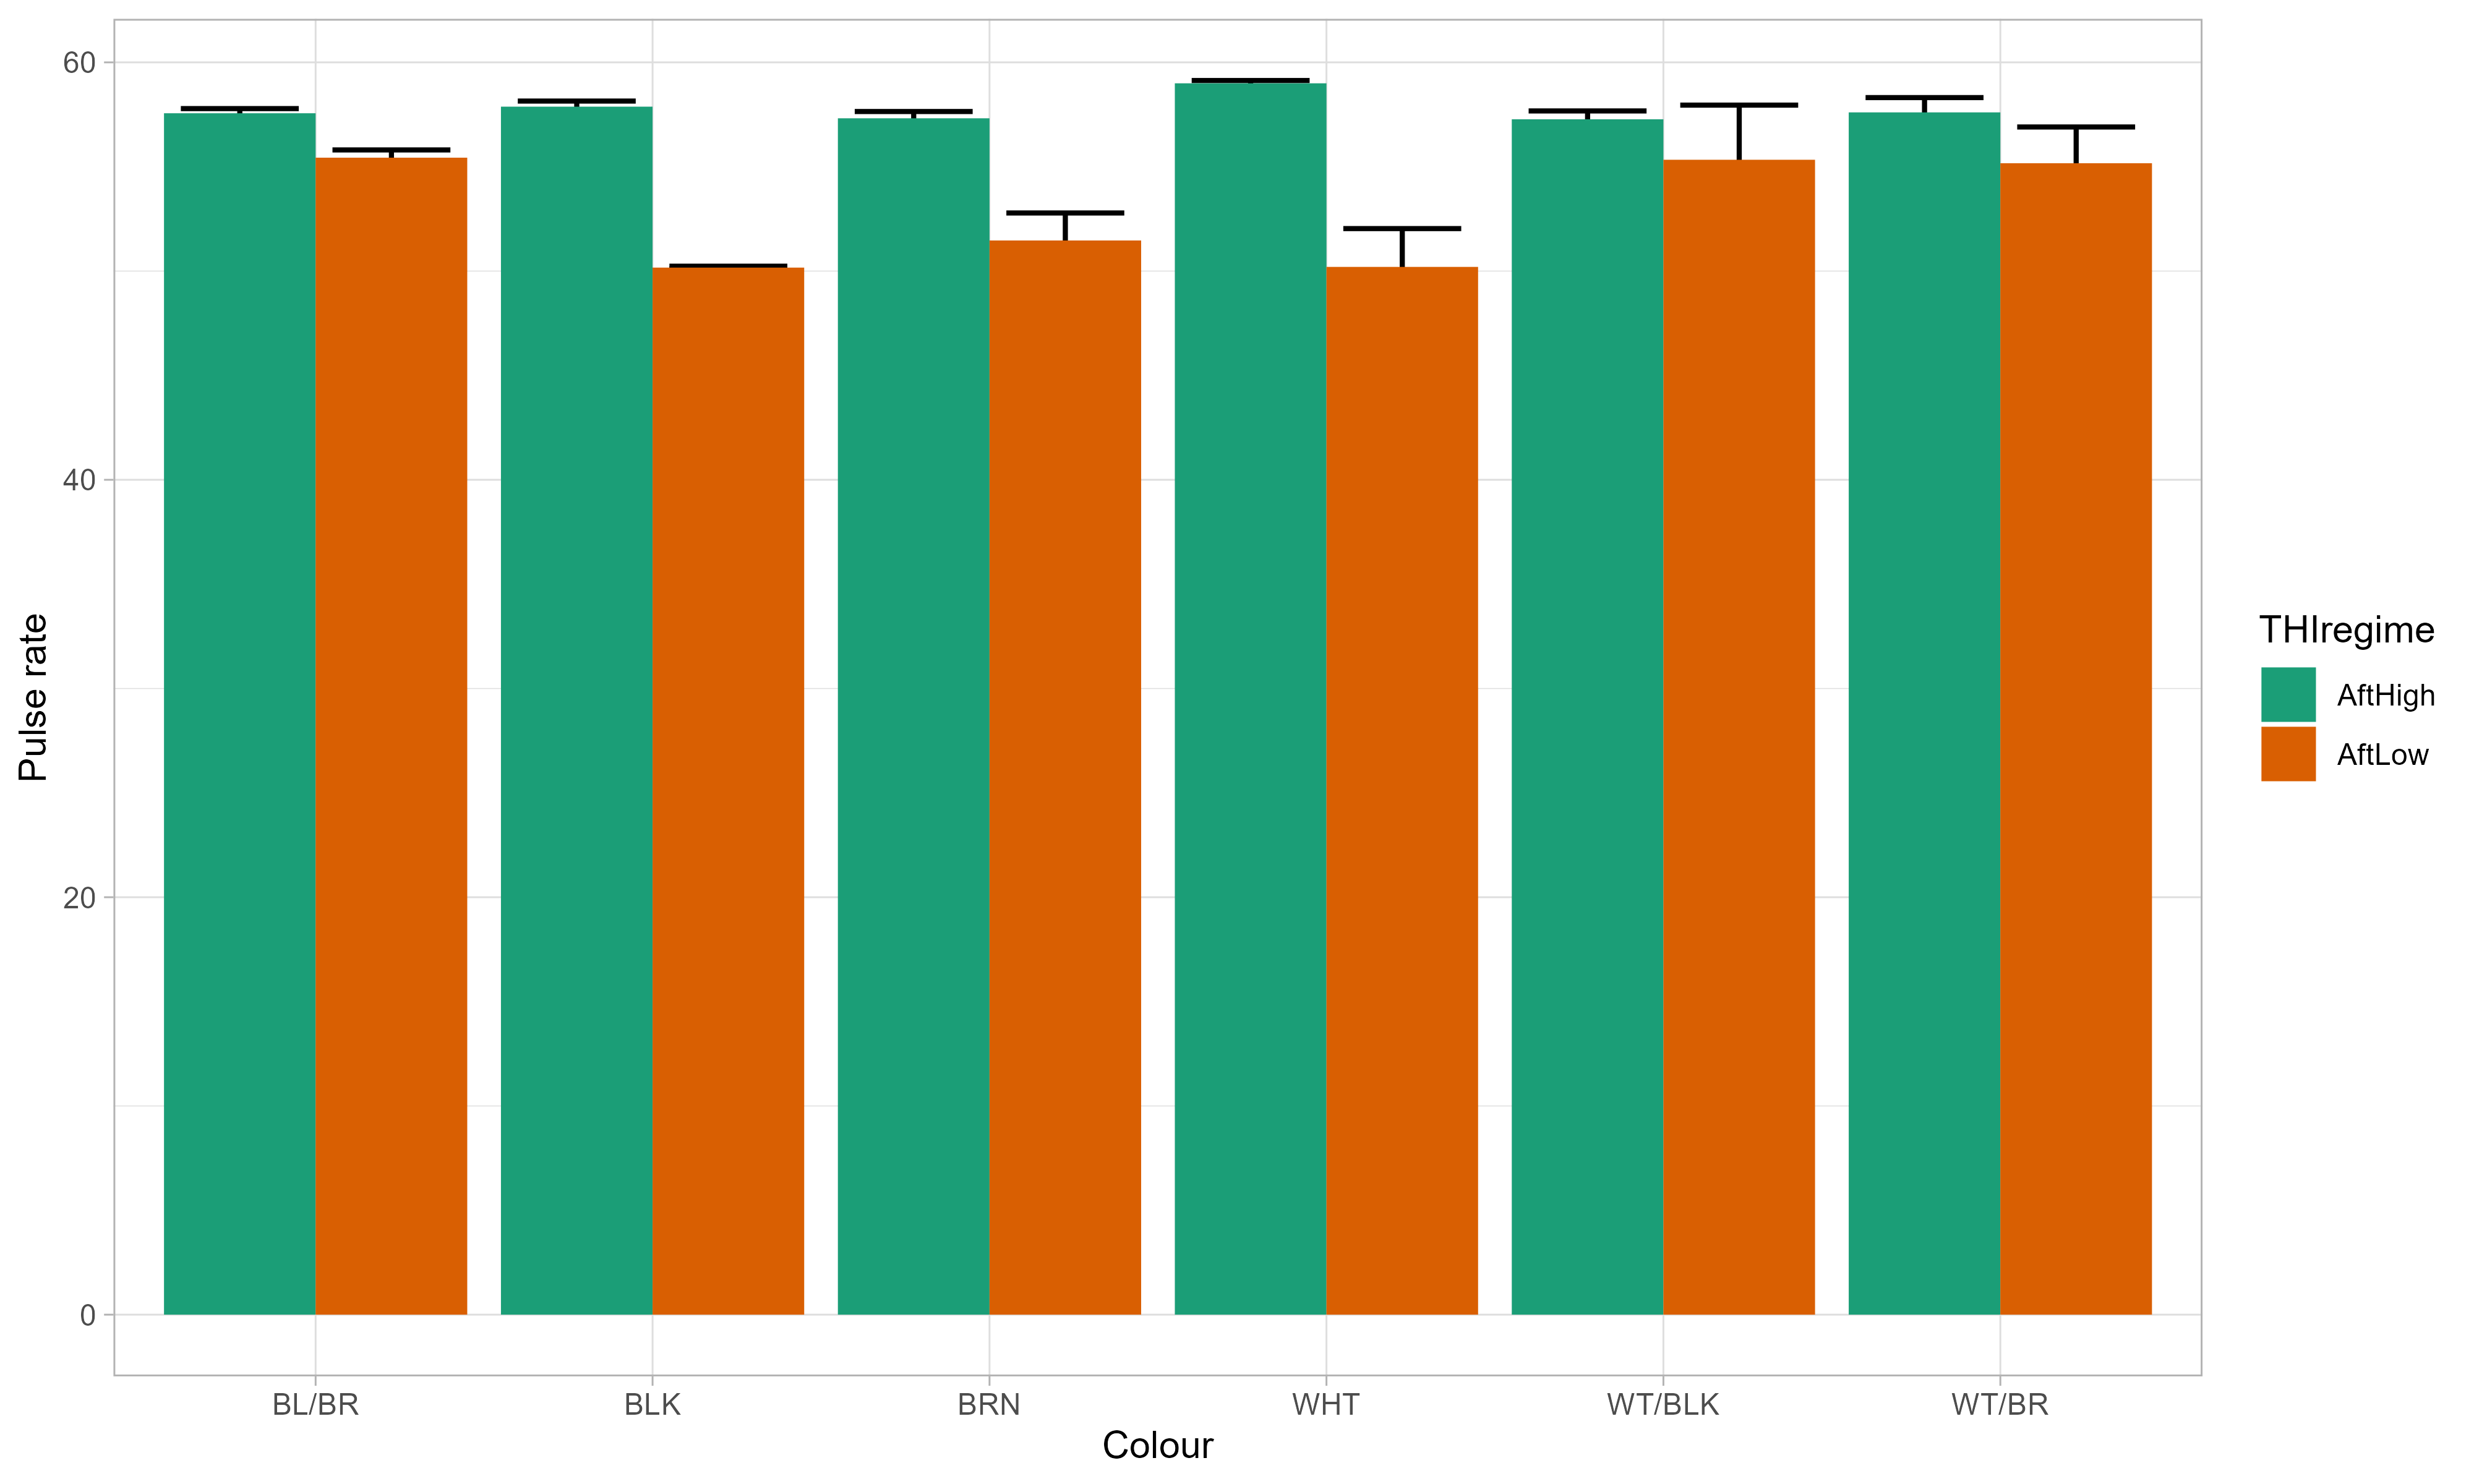 60
40
20
0
Pulse rate
BL/BR BLK BRN WHT WT/BLK WT/BR
Colour
THIregime
AftHigh
AftLow